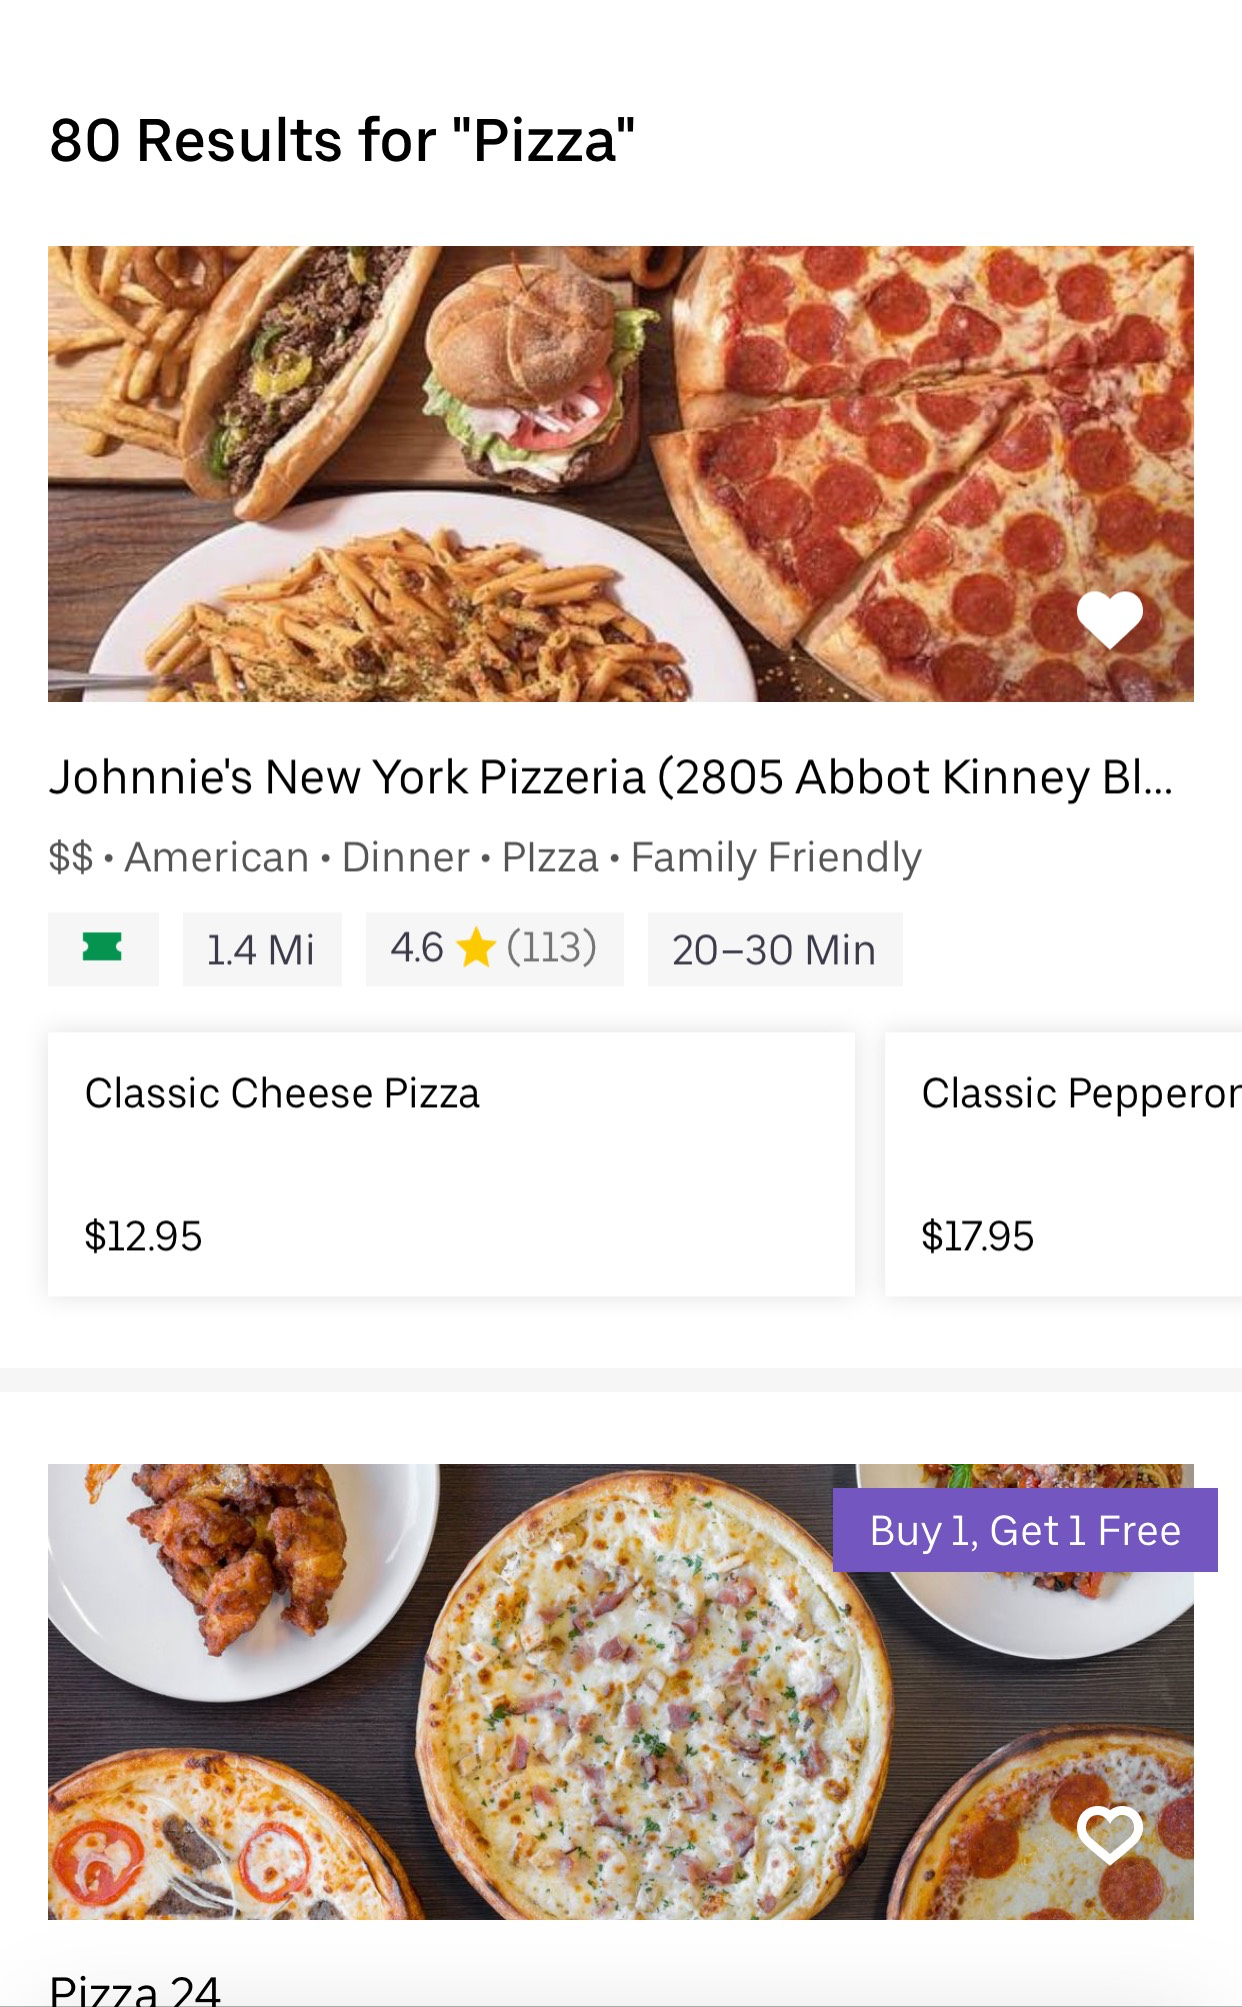 80 Results for "Pizza"
Johnnie's New York Pizzeria (2805 Abbot Kinney Bl...
$$ • American • Dinner • PIzza • Family Friendly
1.4 Mi
4.6 (113)
20–30 Min
Classic Cheese Pizza
$12.95
Classic Pepperon
$17.95
Buy 1, Get 1 Free
Pizza 24